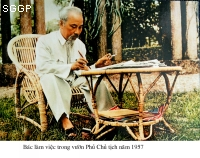 SGGP
Bác làm việc trong vườn Phủ Chủ tịch năm 1957